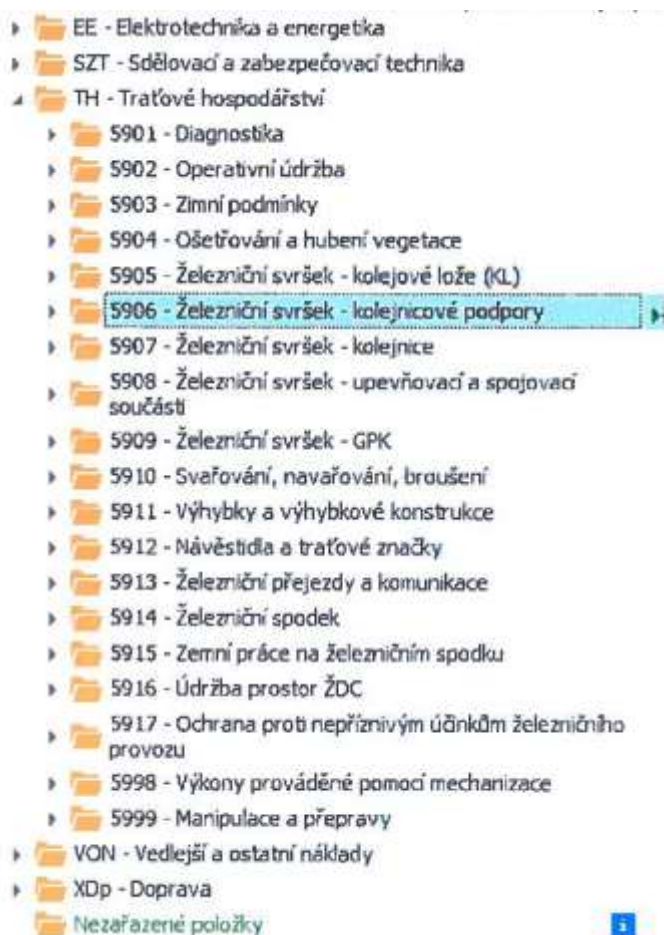 EE - Elektrotechnika a energetika
SZT - Sdělovací a zabezpečovací technika
TH - Traťové hospodářství
5901 - Diagnostika
5902 - Operativní údržba
5903 - Zimní podmínky
5904 - Ošetřování a hubení vegetace
5905 - Železniční svršek - kolejové lože (KL)
5906 - Železniční svršek - kolejnicové podpory
5907 - Železniční svršek - kolejnice
5908 - Železniční svršek - upevňovací a spojovací
součásti
5909 - Železniční svršek - GPK
5910 - Svařování, navařování, broušení
5911 - Výhybky a výhybkové konstrukce
5912 - Návěstidla a traťové značky
5913 - Železniční přejezdy a komunikace
5914 - Železniční spodek
5915 - Zemní práce na železničním spodku
5916 - Údržba prostor ŽDC
5917 - Ochrana proti nepříznivým účinkům železničního
provozu
5998 - Výkony prováděné pomocí mechanizace
5999 - Manipulace a přepravy
VON - Vedlejší a ostatní náklady
XDp - Doprava
Nezařazené položky